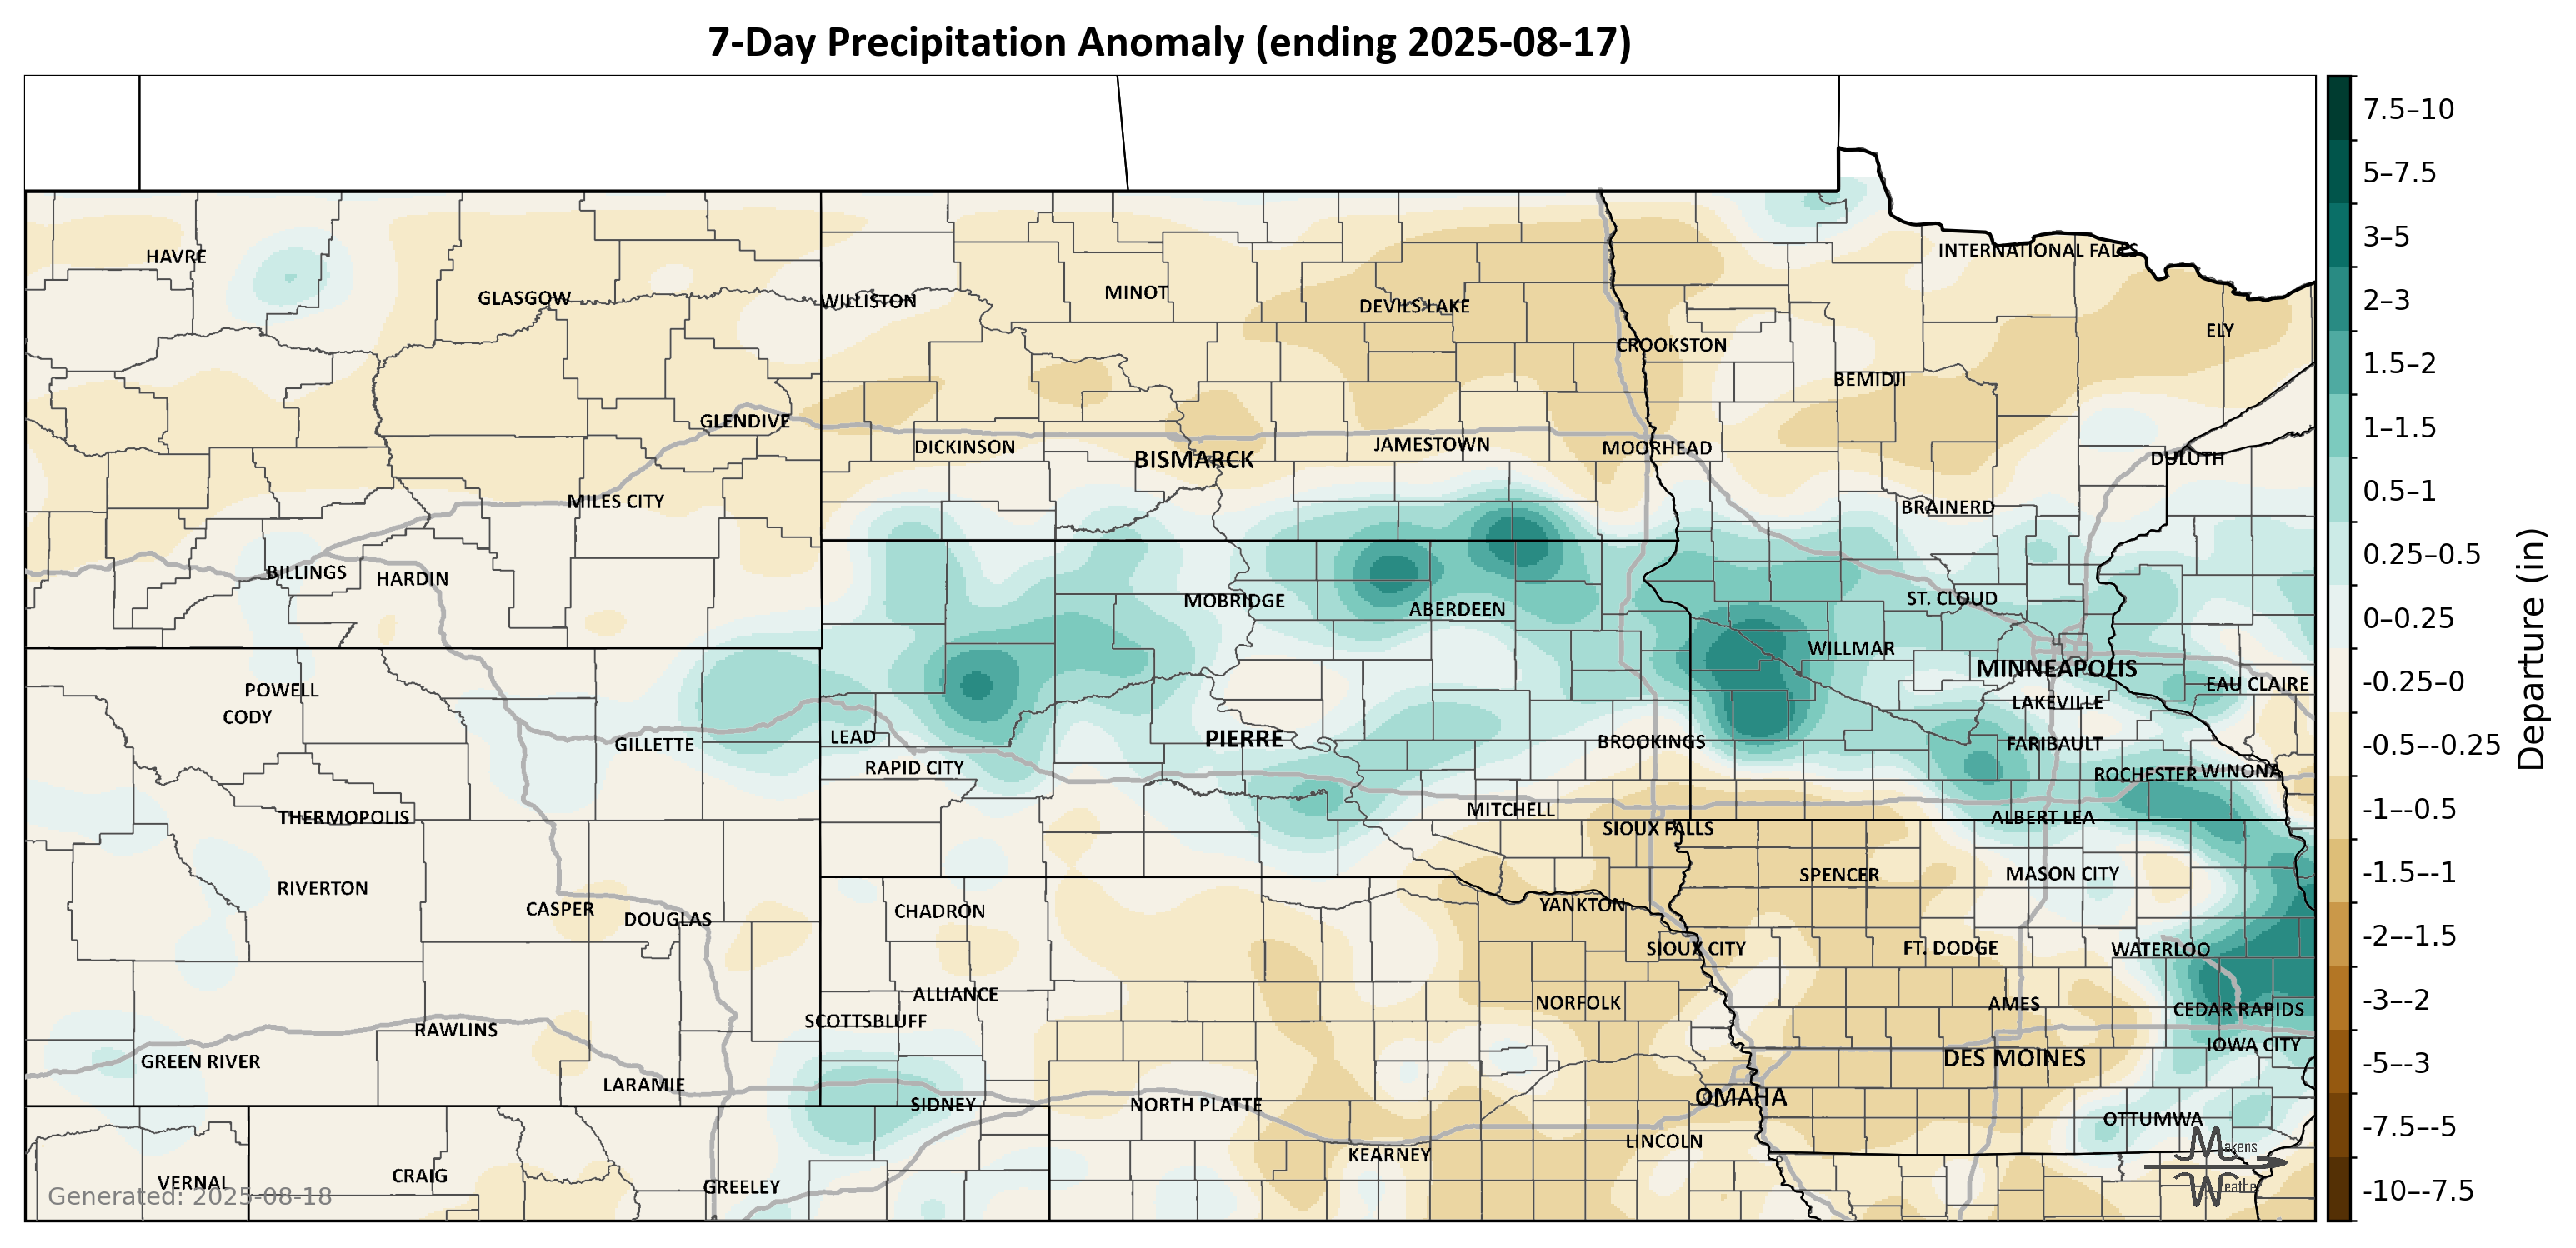 7-Day Precipitation Anomaly (ending 2025-08-17)
HAVRE
INTERNATIONAL FALLS
GLASGOW
WILLISTON
MINOT
DEVILS LAKE
ELY
CROOKSTON
BEMIDJI
GLENDIVE
DICKINSON
BISMARCK
JAMESTOWN
MOORHEAD
DULUTH
MILES CITY
BRAINERD
BILLINGS
HARDIN
MOBRIDGE
ABERDEEN
ST. CLOUD
WILLMAR
MINNEAPOLIS
POWELL
EAU CLAIRE
CODY
LAKEVILLE
GILLETTE
LEAD
PIERRE
BROOKINGS
FARIBAULT
RAPID CITY
ROCHESTER
WINONA
THERMOPOLIS
MITCHELL
ALBERT LEA
SIOUX FALLS
RIVERTON
SPENCER
MASON CITY
CASPER
DOUGLAS
CHADRON
YANKTON
SIOUX CITY
FT. DODGE
WATERLOO
ALLIANCE
NORFOLK
AMES
CEDAR RAPIDS
SCOTTSBLUFF
RAWLINS
GREEN RIVER
DES MOINES
IOWA CITY
LARAMIE
SIDNEY
NORTH PLATTE
OMAHA
OTTUMWA
LINCOLN
KEARNEY
VERNAL
CRAIG
GREELEY
Generated: 2025-08-18
Makens
Weather
7.5–10
5–7.5
3–5
2–3
1.5–2
1–1.5
0.5–1
0.25–0.5
0–0.25
-0.25–0
-0.5–-0.25
-1–-0.5
-1.5–-1
-2–-1.5
-3–-2
-5–-3
-7.5–-5
-10–-7.5
Departure (in)